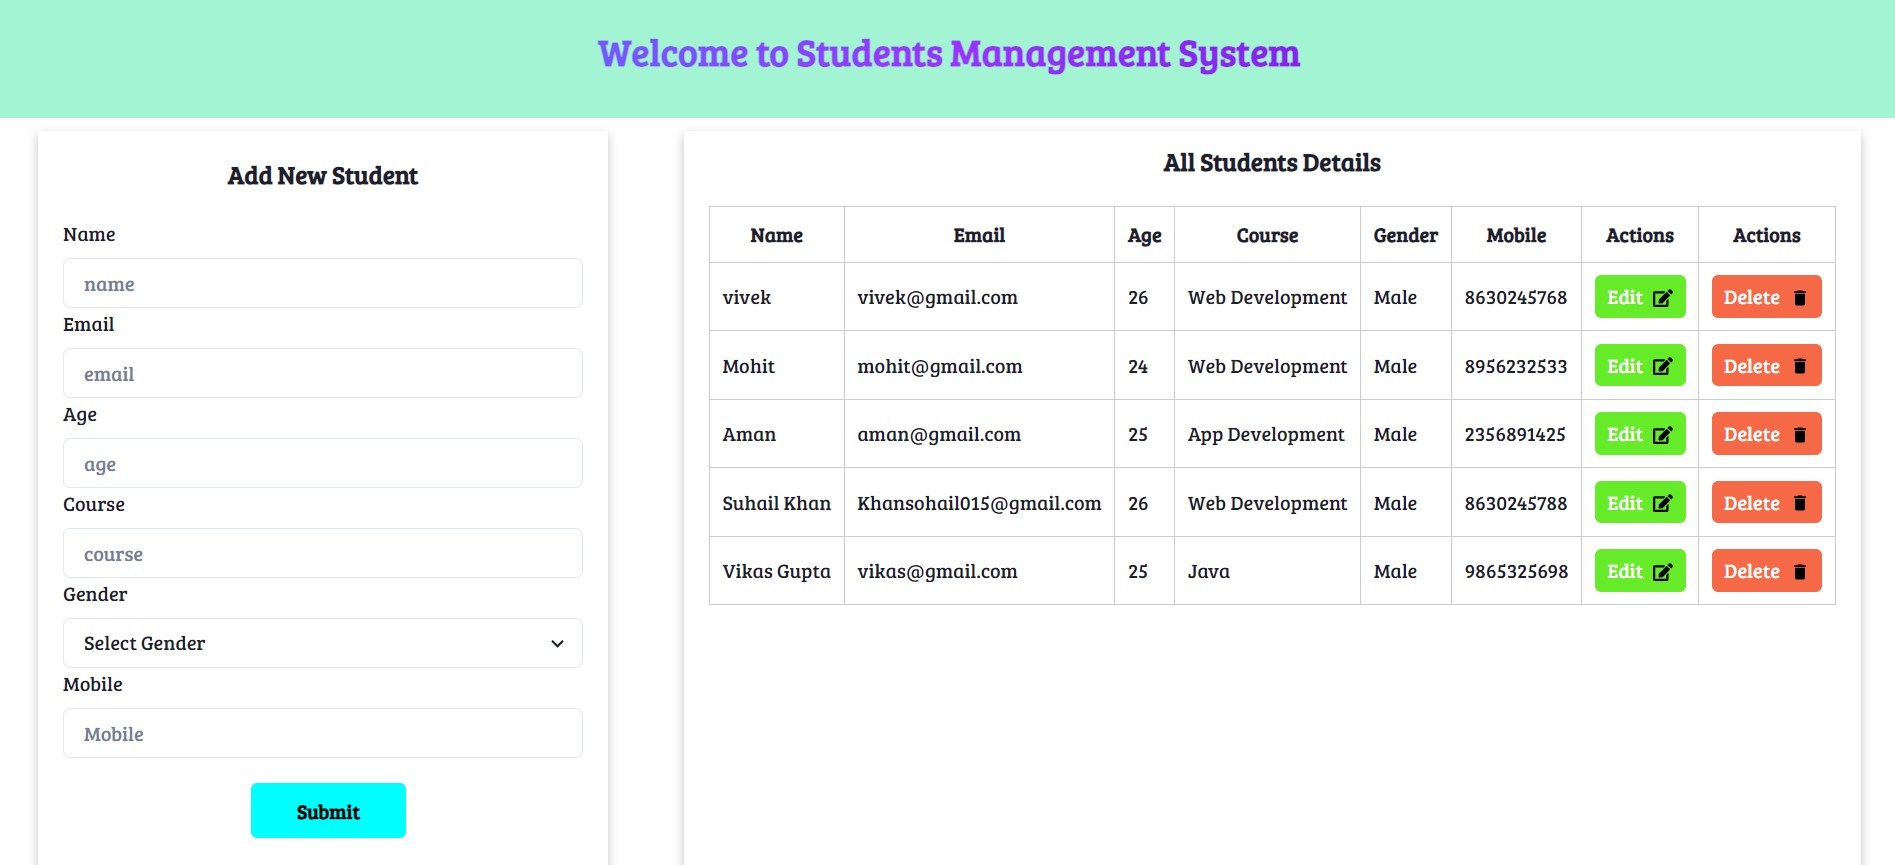 Welcome to Students Management System
Add New Student
Name
name
Email
email
Age
age
Course
course
Gender
Select Gender
Mobile
Mobile
Submit
All Students Details
Name Email Age Course Gender Mobile Actions Actions
vivek vivek@gmail.com 26 Web Development Male 8630245768 Edit Delete
Mohit mohit@gmail.com 24 Web Development Male 8956232533 Edit Delete
Aman aman@gmail.com 25 App Development Male 2356891425 Edit Delete
Suhail Khan Khansohail015@gmail.com 26 Web Development Male 8630245788 Edit Delete
Vikas Gupta vikas@gmail.com 25 Java Male 9865325698 Edit Delete